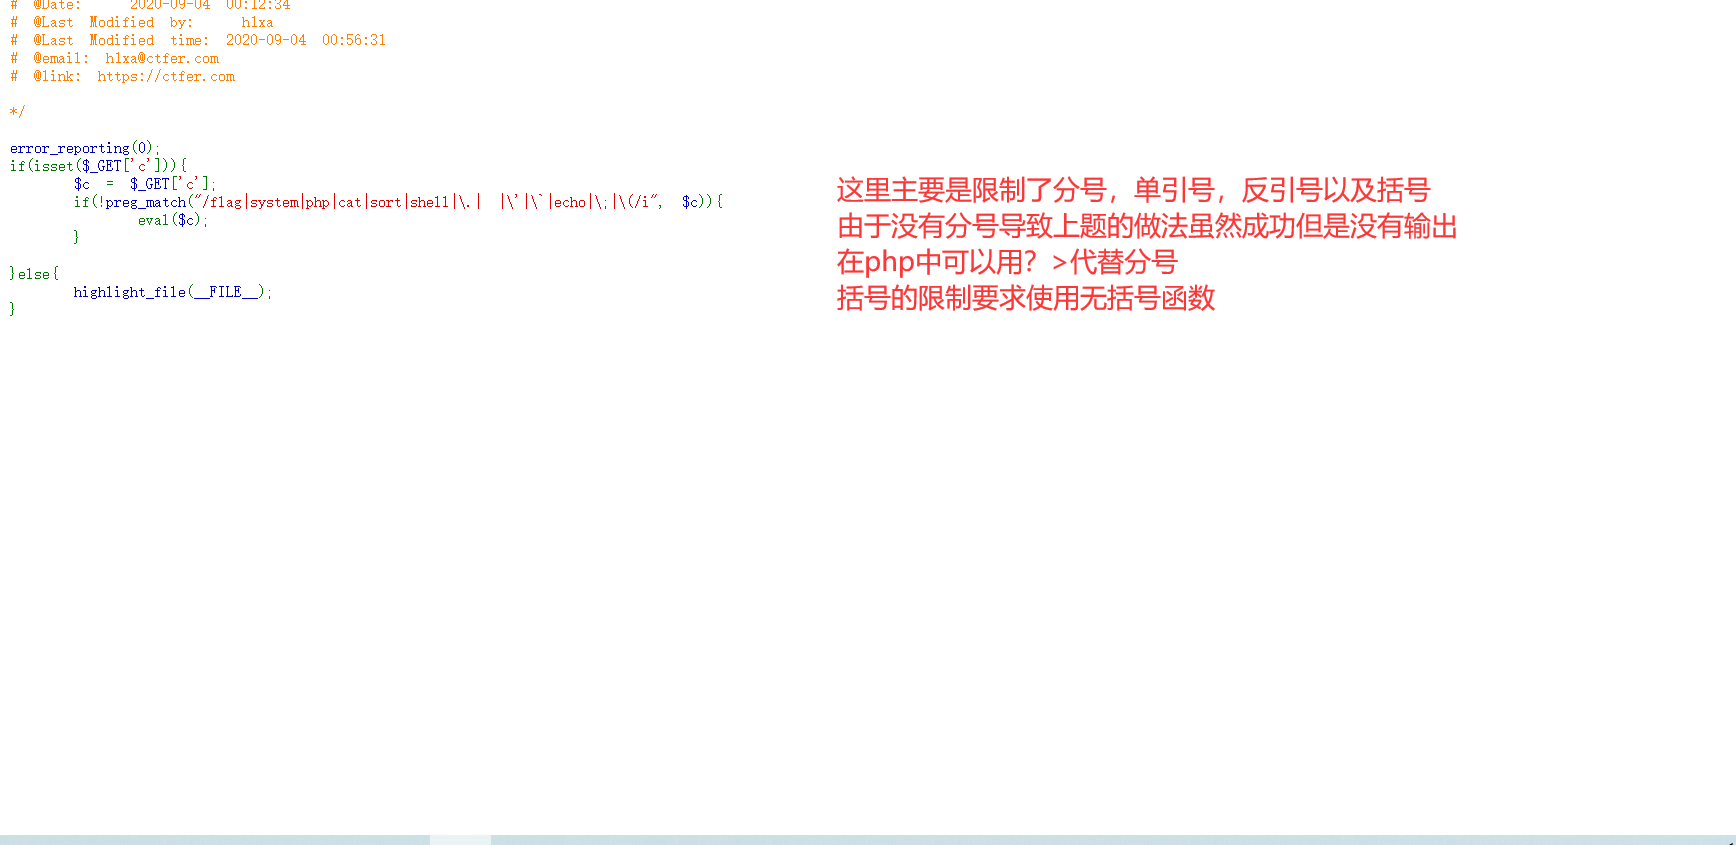 # @Date: 2020-09-04 00:12:34
# @Last Modified by: h1xa
# @Last Modified time: 2020-09-04 00:56:31
# @email: h1xa@ctfer.com
# @link: https://ctfer.com
*/
error_reporting(0);
if(isset($_GET['c'])){
$c = $_GET['c'];
if(!preg_match("/flag|system|php|cat|sort|shell|\.| |\'|\`|echo|\;|\(/i", $c)){
eval($c);
}
}else{
highlight_file(__FILE__);
}
这里主要是限制了分号，单引号，反引号以及括号
由于没有分号导致上题的做法虽然成功但是没有输出
在php中可以用？>代替分号
括号的限制要求使用无括号函数